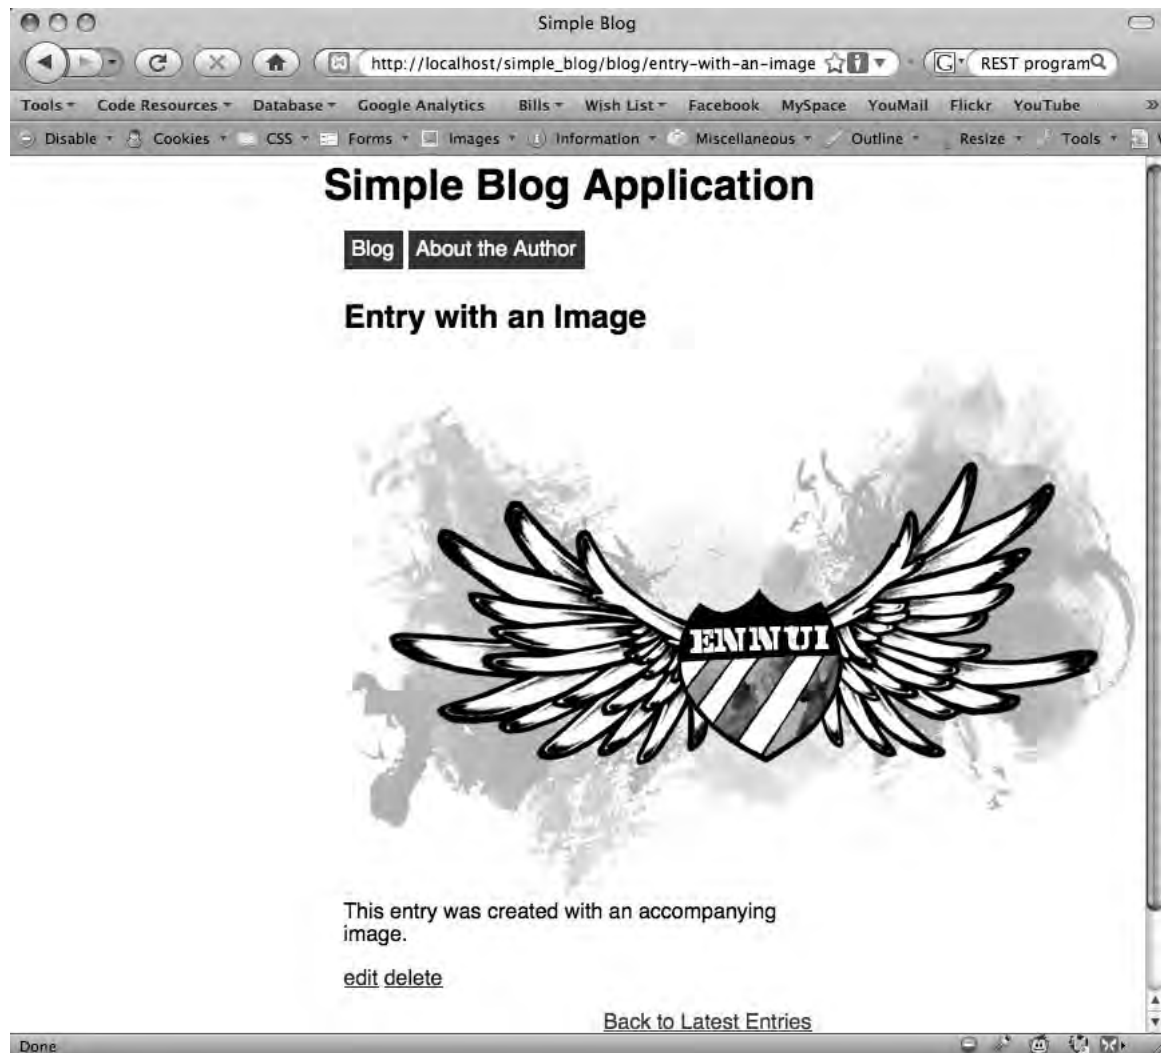 Simple Blog
http://localhost/simple_blog/blog/entry-with-an-image
G
REST program
Tools Code Resources Database Google Analytics Bills Wish List Facebook MySpace YouMail Flickr YouTube »
Disable Cookies CSS Forms Images Information Miscellaneous Outline Resize Tools
Simple Blog Application
Blog About the Author
Entry with an Image
ENNUI
This entry was created with an accompanying
image.
edit delete
Back to Latest Entries
Done